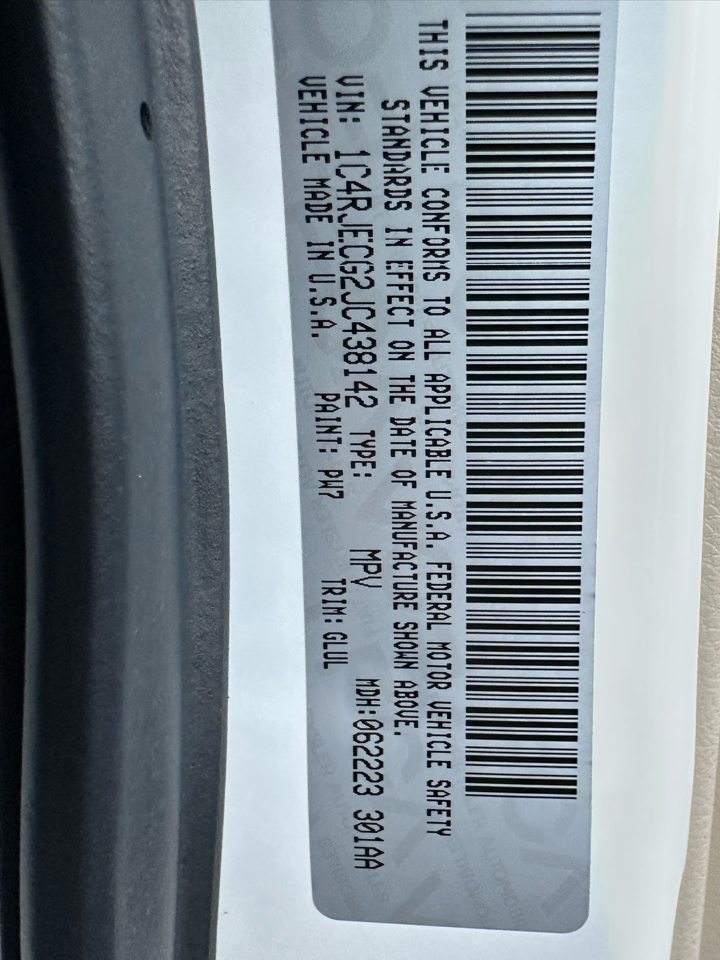 THIS VEHICLE CONFORMS TO ALL APPLICABLE U.S.A. FEDERAL MOTOR VEHICLE SAFETY
STANDARDS IN EFFECT ON THE DATE OF MANUFACTURE SHOWN ABOVE.
VIN: 1C4RJECG2JC438142 TYPE: MPV MDH:062223 301AA
VEHICLE MADE IN U.S.A. PAINT: PW7 TRIM: GLUL